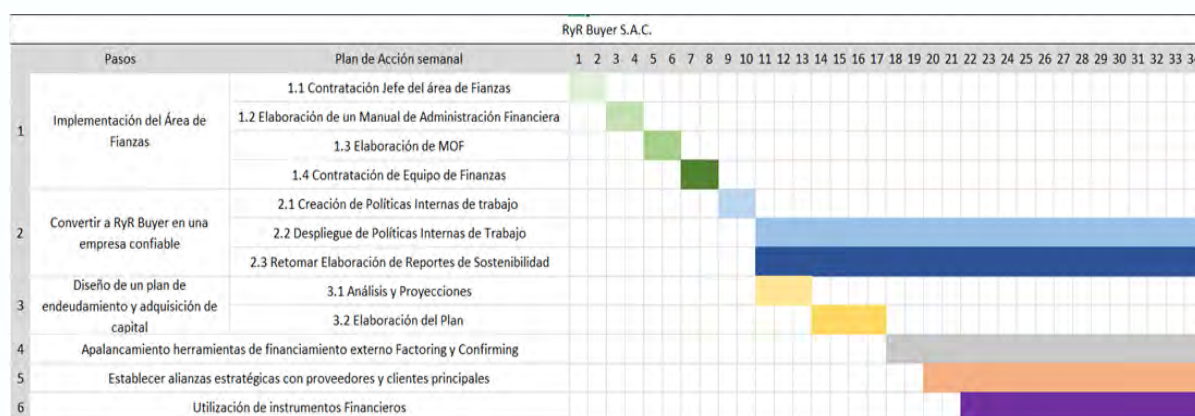 RyR Buyer S.A.C.
Pasos Plan de Acción semanal 1 2 3 4 5 6 7 8 9 10 11 12 13 14 15 16 17 18 19 20 21 22 23 24 25 26 27 28 29 30 31 32 33 34
1 Implementación del Área de
Fianzas
1.1 Contratación Jefe del área de Fianzas
1.2 Elaboración de un Manual de Administración Financiera
1.3 Elaboración de MOF
1.4 Contratación de Equipo de Finanzas
2 Convertir a RyR Buyer en una
empresa confiable
2.1 Creación de Políticas Internas de trabajo
2.2 Despliegue de Políticas Internas de Trabajo
2.3 Retomar Elaboración de Reportes de Sostenibilidad
3 Diseño de un plan de
endeudamiento y adquisición de
capital
3.1 Análisis y Proyecciones
3.2 Elaboración del Plan
4 Apalancamiento herramientas de financiamiento externo Factoring y Confirming
5 Establecer alianzas estratégicas con proveedores y clientes principales
6 Utilización de instrumentos Financieros